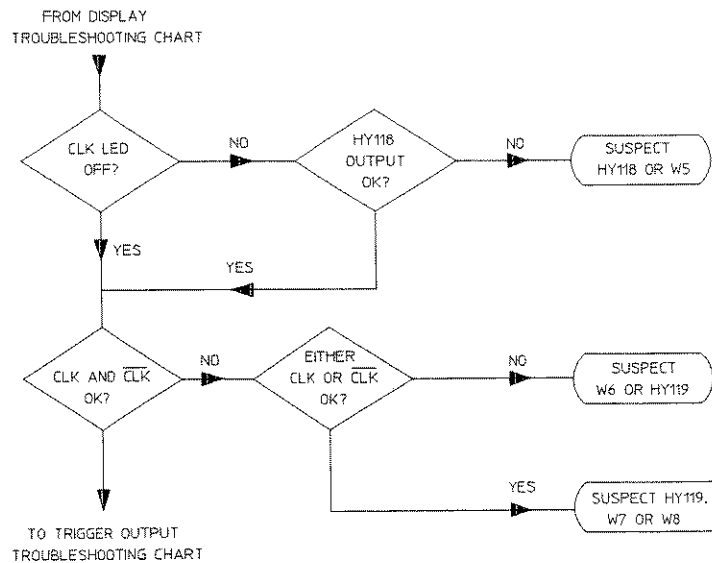 FROM DISPLAY
TROUBLESHOOTING CHART
CLK LED
OFF?
NO
HY118
OUTPUT
OK?
NO
SUSPECT
HY118 OR W5
YES
YES
CLK AND C̅L̅K̅
OK?
NO
EITHER
CLK OR C̅L̅K̅
OK?
NO
SUSPECT
W6 OR HY119
YES
SUSPECT HY119,
W7 OR W8
TO TRIGGER OUTPUT
TROUBLESHOOTING CHART